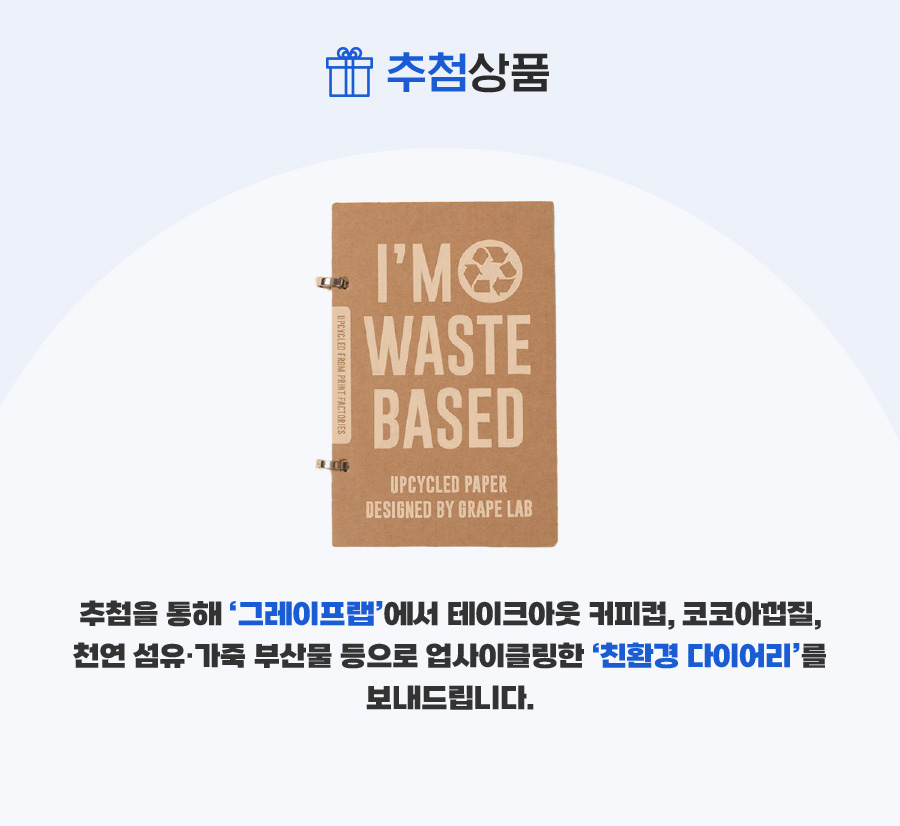 추첨상품
I'M
WASTE
BASED
UPCYCLED FROM PRINT FACTORIES
UPCYCLED PAPER
DESIGNED BY GRAPE LAB
추첨을 통해 ‘그레이프랩’에서 테이크아웃 커피컵, 코코아껍질,
천연 섬유·가죽 부산물 등으로 업사이클링한 ‘친환경 다이어리’를
보내드립니다.